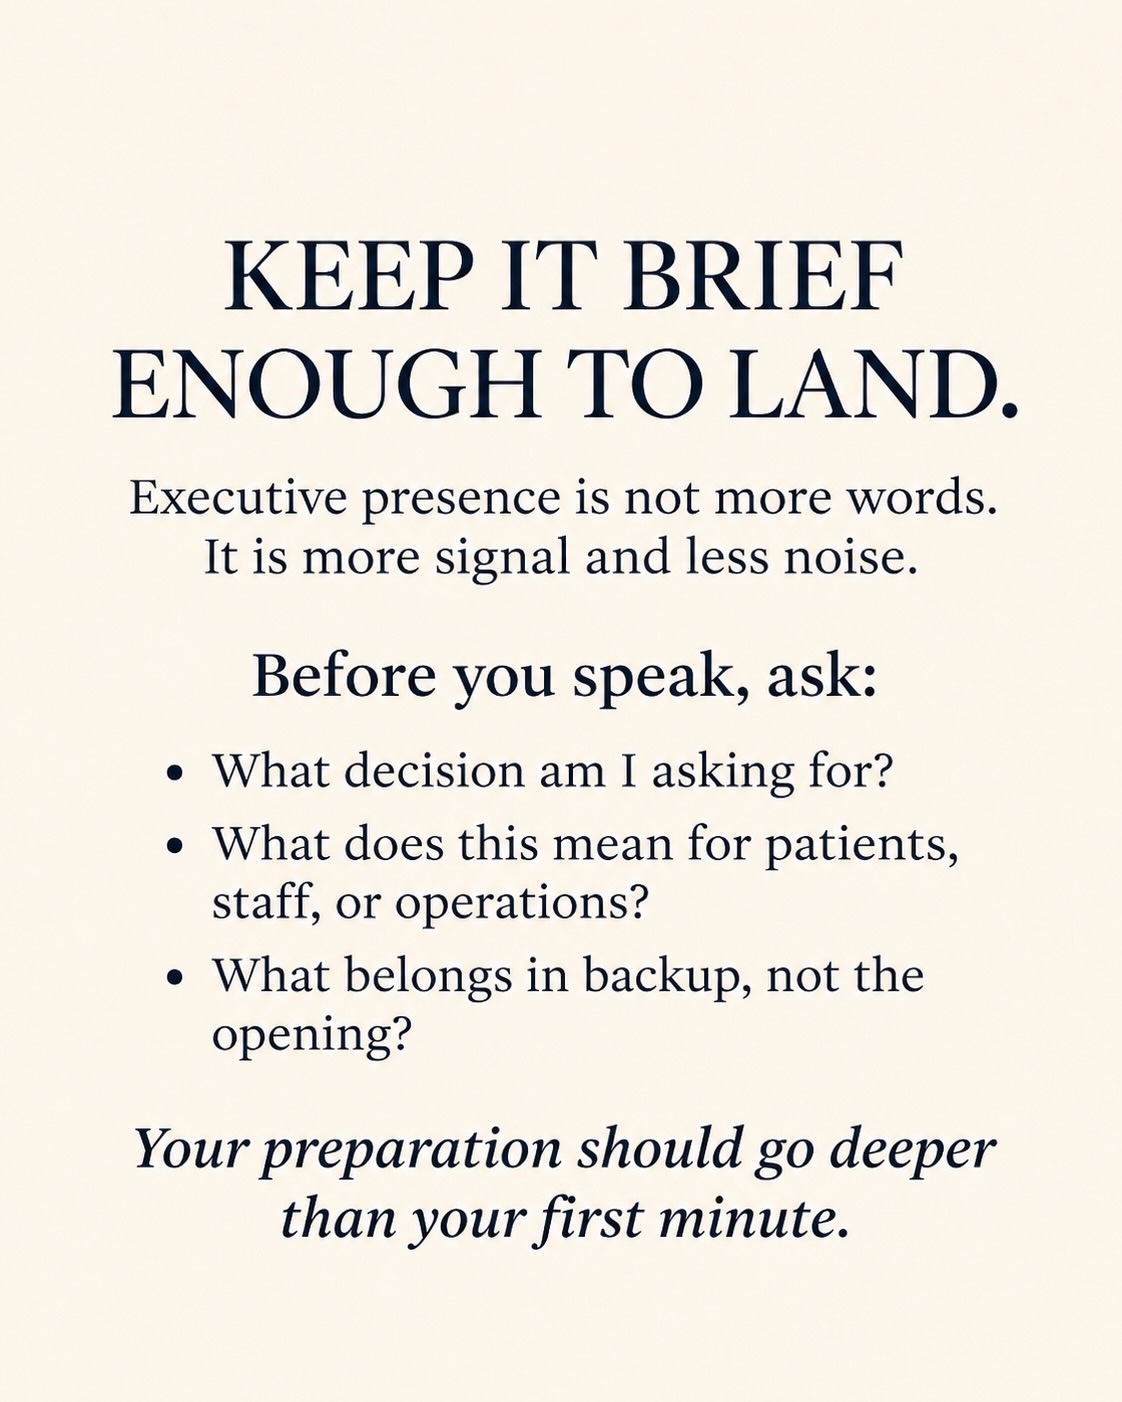 KEEP IT BRIEF
ENOUGH TO LAND.
Executive presence is not more words.
It is more signal and less noise.
Before you speak, ask:
• What decision am I asking for?
• What does this mean for patients,
staff, or operations?
• What belongs in backup, not the
opening?
Your preparation should go deeper
than your first minute.